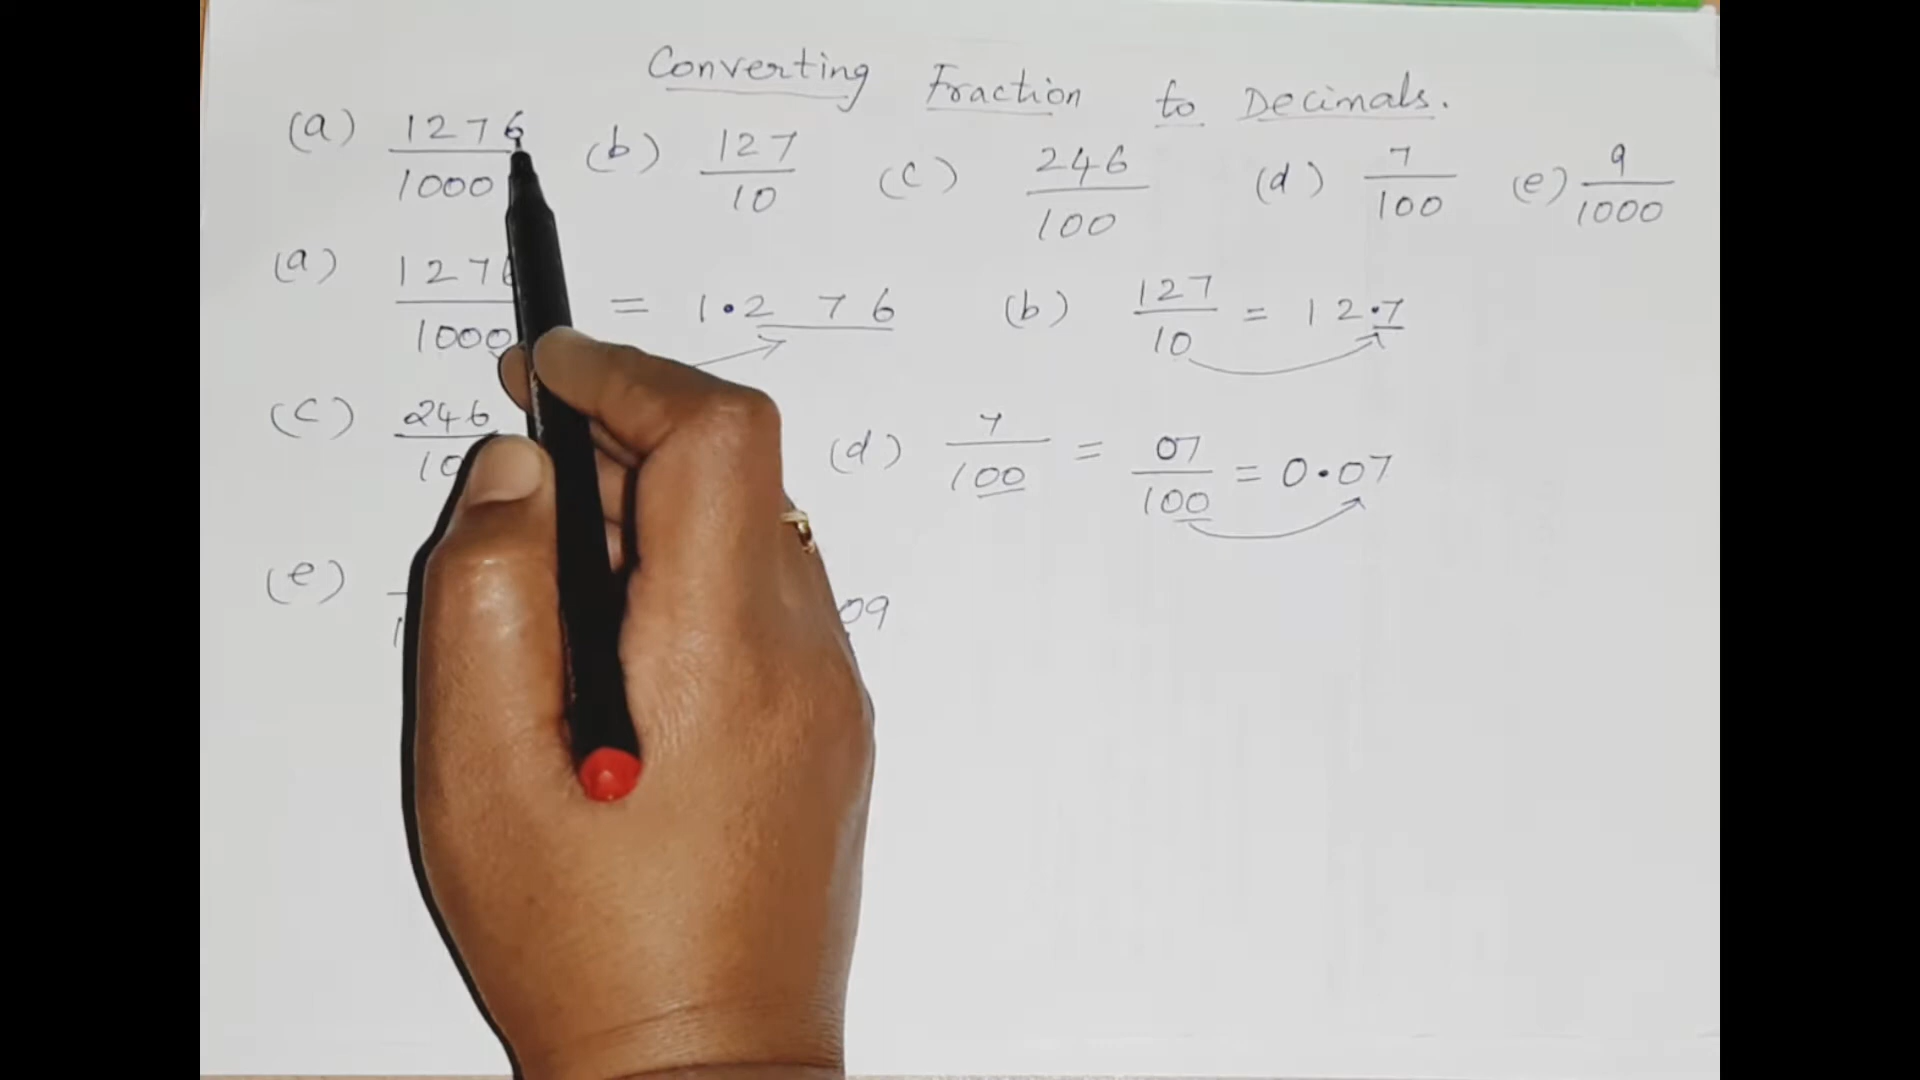 Converting Fraction to Decimals.
(a) 1276/1000 (b) 127/10 (c) 246/100 (d) 7/100 (e) 9/1000
(a) 1276/1000 = 1.276 (b) 127/10 = 12.7
(c) 246/10 (d) 7/100 = 07/100 = 0.07
(e) 09